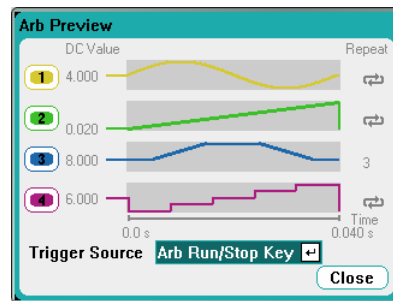 Arb Preview
DC Value Repeat
1 4.000
2 0.020
3 8.000 3
4 6.000
Time
0.0 s 0.040 s
Trigger Source Arb Run/Stop Key
Close